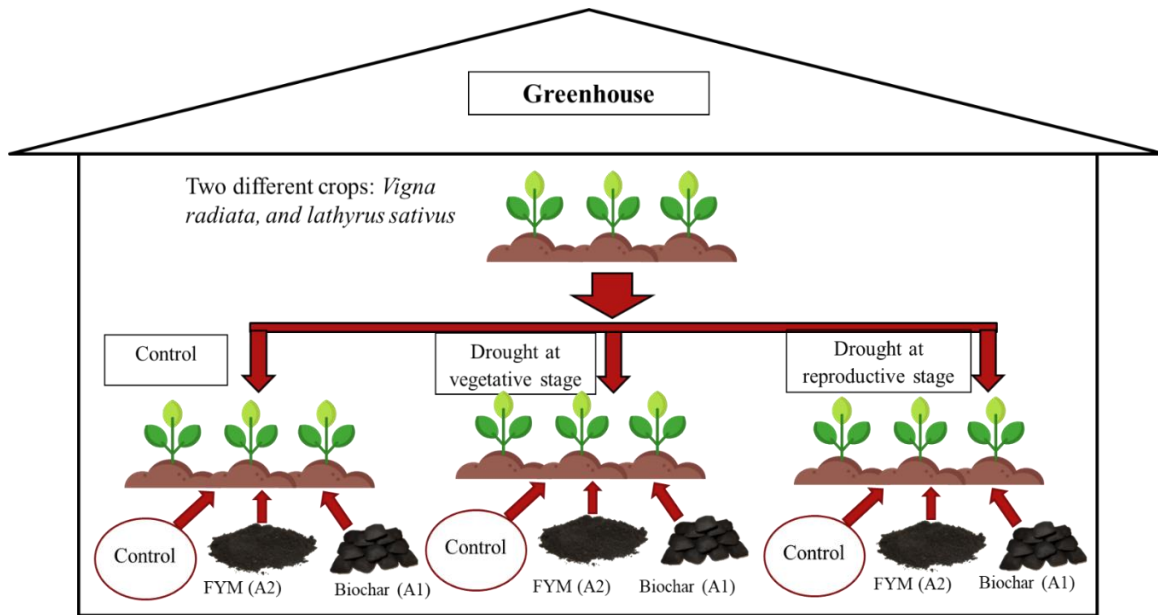 Greenhouse
Two different crops: Vigna
radiata, and lathyrus sativus
Control
Drought at
vegetative stage
Drought at
reproductive stage
Control
FYM (A2)
Biochar (A1)
Control
FYM (A2)
Biochar (A1)
Control
FYM (A2)
Biochar (A1)